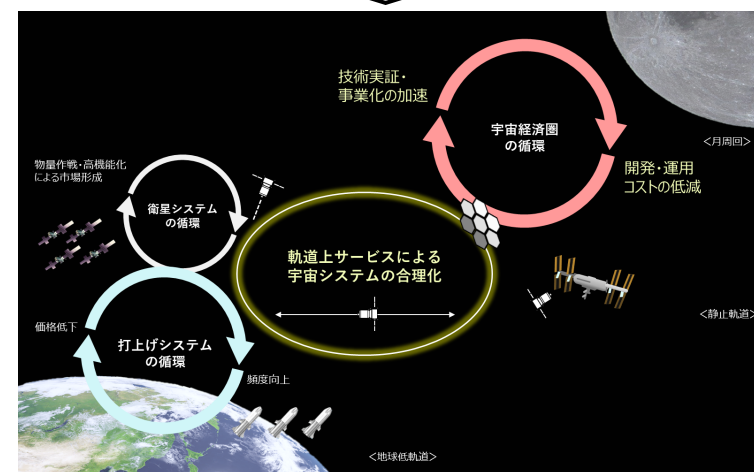 技術実証・
事業化の加速
宇宙経済圏
の循環
<月周回>
開発・運用
コストの低減
物量作戦・高機能化
による市場形成
衛星システム
の循環
軌道上サービスによる
宇宙システムの合理化
<静止軌道>
価格低下
打上げシステム
の循環
頻度向上
<地球低軌道>